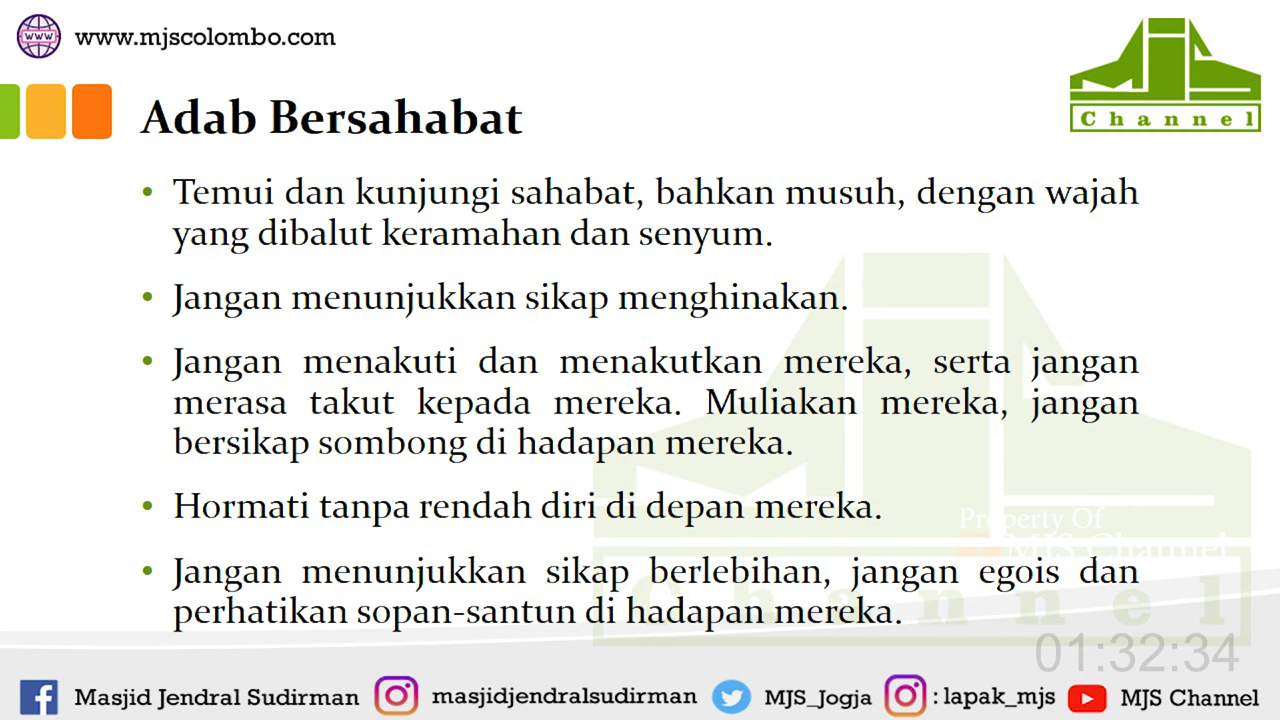 www.mjscolombo.com
Channel
Adab Bersahabat
• Temui dan kunjungi sahabat, bahkan musuh, dengan wajah
yang dibalut keramahan dan senyum.
• Jangan menunjukkan sikap menghinakan.
• Jangan menakuti dan menakutkan mereka, serta jangan
merasa takut kepada mereka. Muliakan mereka, jangan
bersikap sombong di hadapan mereka.
• Hormati tanpa rendah diri di depan mereka.
Property Of
MJS Channel
• Jangan menunjukkan sikap berlebihan, jangan egois dan
perhatikan sopan-santun di hadapan mereka.
Channel
01:32:34
Masjid Jendral Sudirman masjidjendralsudirman MJS_Jogja : lapak_mjs MJS Channel